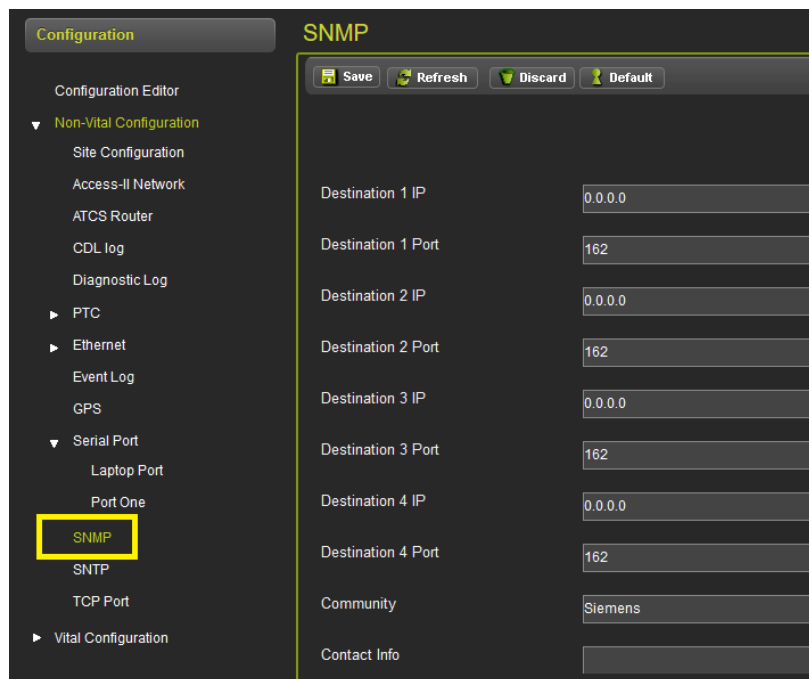 Configuration
Configuration Editor
Non-Vital Configuration
Site Configuration
Access-II Network
ATCS Router
CDL log
Diagnostic Log
PTC
Ethernet
Event Log
GPS
Serial Port
Laptop Port
Port One
SNMP
SNTP
TCP Port
Vital Configuration
SNMP
Save Refresh Discard Default
Destination 1 IP 0.0.0.0
Destination 1 Port 162
Destination 2 IP 0.0.0.0
Destination 2 Port 162
Destination 3 IP 0.0.0.0
Destination 3 Port 162
Destination 4 IP 0.0.0.0
Destination 4 Port 162
Community Siemens
Contact Info